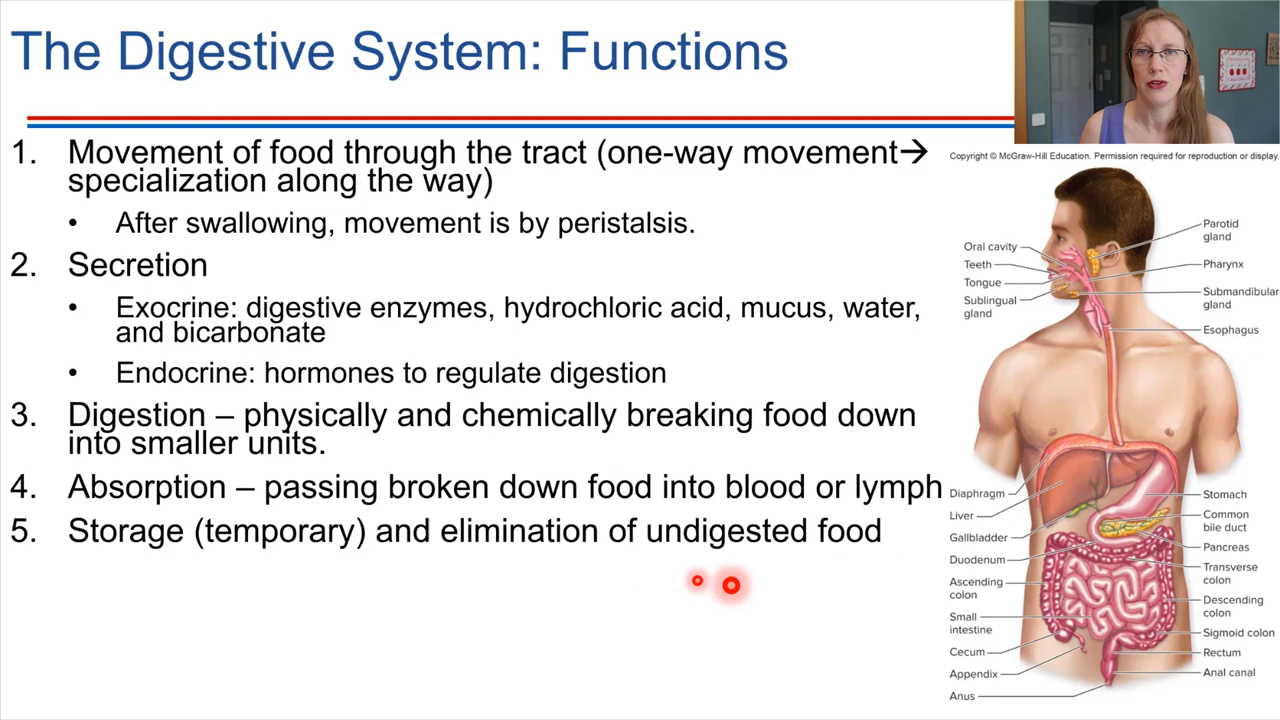 The Digestive System: Functions
1. Movement of food through the tract (one-way movement→
specialization along the way)
• After swallowing, movement is by peristalsis.
2. Secretion
• Exocrine: digestive enzymes, hydrochloric acid, mucus, water,
and bicarbonate
• Endocrine: hormones to regulate digestion
3. Digestion – physically and chemically breaking food down
into smaller units.
4. Absorption – passing broken down food into blood or lymph
5. Storage (temporary) and elimination of undigested food
Copyright © McGraw-Hill Education. Permission required for reproduction or display.
Oral cavity
Teeth
Tongue
Sublingual
gland
Parotid
gland
Pharynx
Submandibular
gland
Esophagus
Diaphragm
Liver
Gallbladder
Duodenum
Ascending
colon
Small
intestine
Cecum
Appendix
Anus
Stomach
Common
bile duct
Pancreas
Transverse
colon
Descending
colon
Sigmoid colon
Rectum
Anal canal